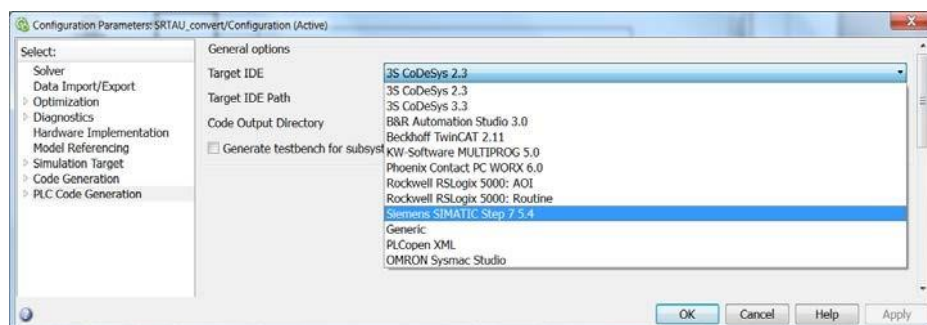 Configuration Parameters: SRTAU_convert/Configuration (Active)
Select:
Solver
Data Import/Export
Optimization
Diagnostics
Hardware Implementation
Model Referencing
Simulation Target
Code Generation
PLC Code Generation
General options
Target IDE
3S CoDeSys 2.3
Target IDE Path
Code Output Directory
Generate testbench for subsyst
3S CoDeSys 2.3
3S CoDeSys 3.3
B&R Automation Studio 3.0
Beckhoff TwinCAT 2.11
KW-Software MULTIPROG 5.0
Phoenix Contact PC WORX 6.0
Rockwell RSLogix 5000: AOI
Rockwell RSLogix 5000: Routine
Siemens SIMATIC Step 7 5.4
Generic
PLCopen XML
OMRON Sysmac Studio
OK
Cancel
Help
Apply